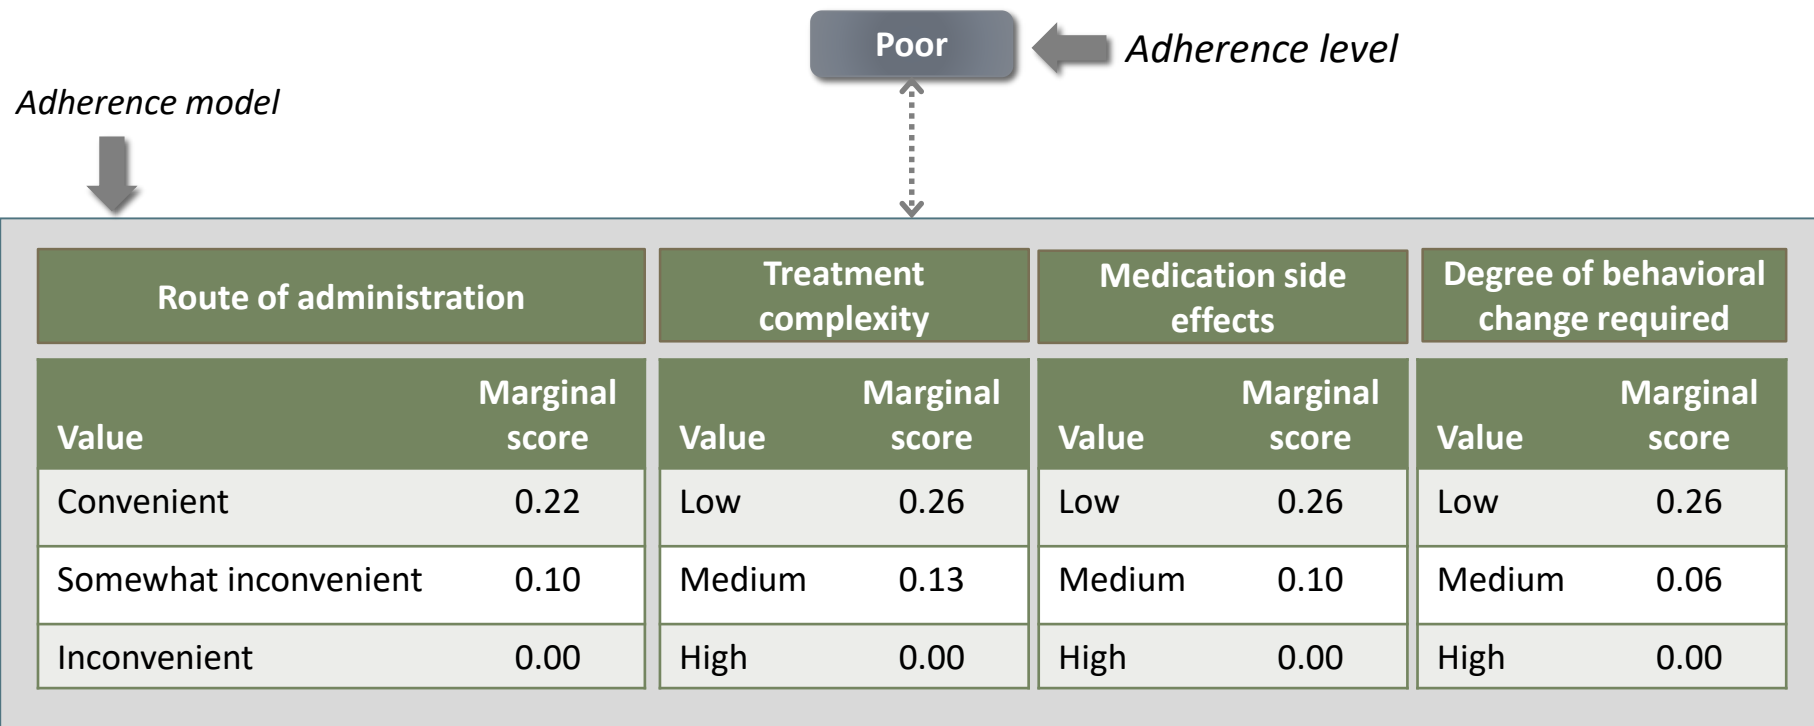 Poor
Adherence level
Adherence model
Route of administration
Treatment
complexity
Medication side
effects
Degree of behavioral
change required
Value Marginal
score
Value Marginal
score
Value Marginal
score
Value Marginal
score
Convenient 0.22 Low 0.26 Low 0.26 Low 0.26
Somewhat inconvenient 0.10 Medium 0.13 Medium 0.10 Medium 0.06
Inconvenient 0.00 High 0.00 High 0.00 High 0.00